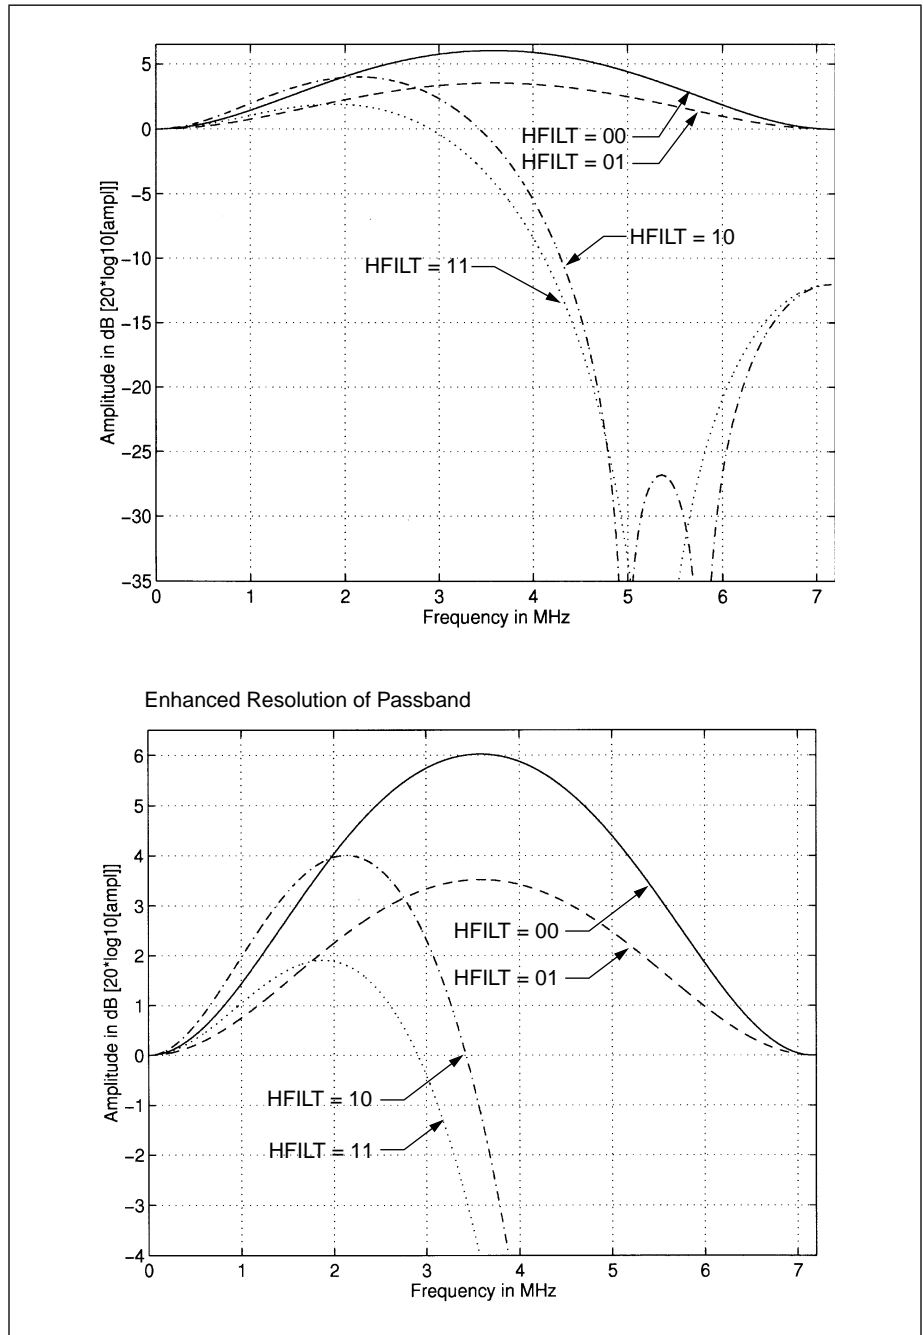 5
0
−5
−10
−15
−20
−25
−30
−35
Amplitude in dB [20*log10[ampl]]
HFILT = 00
HFILT = 01
HFILT = 10
HFILT = 11
0 1 2 3 4 5 6 7
Frequency in MHz
Enhanced Resolution of Passband
6
5
4
3
2
1
0
−1
−2
−3
−4
Amplitude in dB [20*log10[ampl]]
HFILT = 00
HFILT = 01
HFILT = 10
HFILT = 11
0 1 2 3 4 5 6 7
Frequency in MHz